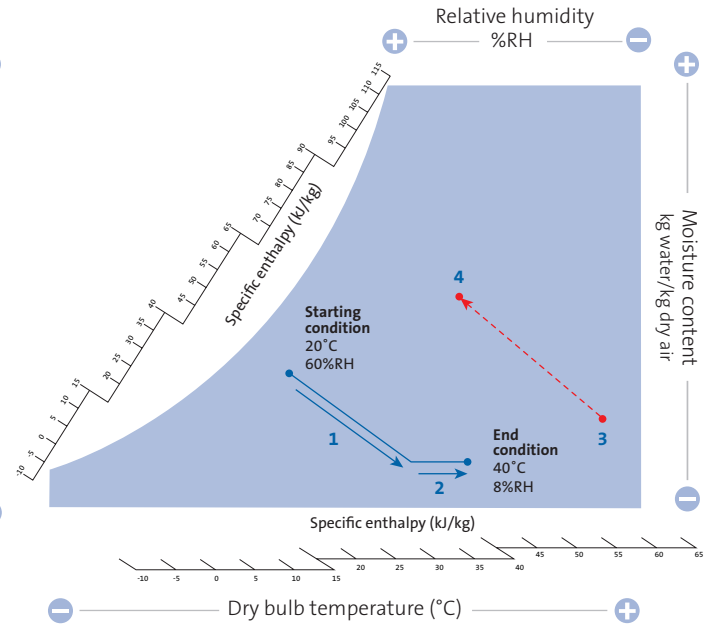 Relative humidity
%RH
Moisture content
kg water/kg dry air
115
110
105
100
95
90
85
80
75
70
65
60
55
50
45
40
35
30
25
20
15
10
5
0
-5
-10
Specific enthalpy (kJ/kg)
4
Starting
condition
20˚C
60%RH
1
3
End
condition
40˚C
8%RH
2
Specific enthalpy (kJ/kg)
45 50 55 60 65
20 25 30 35 40
-10 -5 0 5 10 15
Dry bulb temperature (°C)